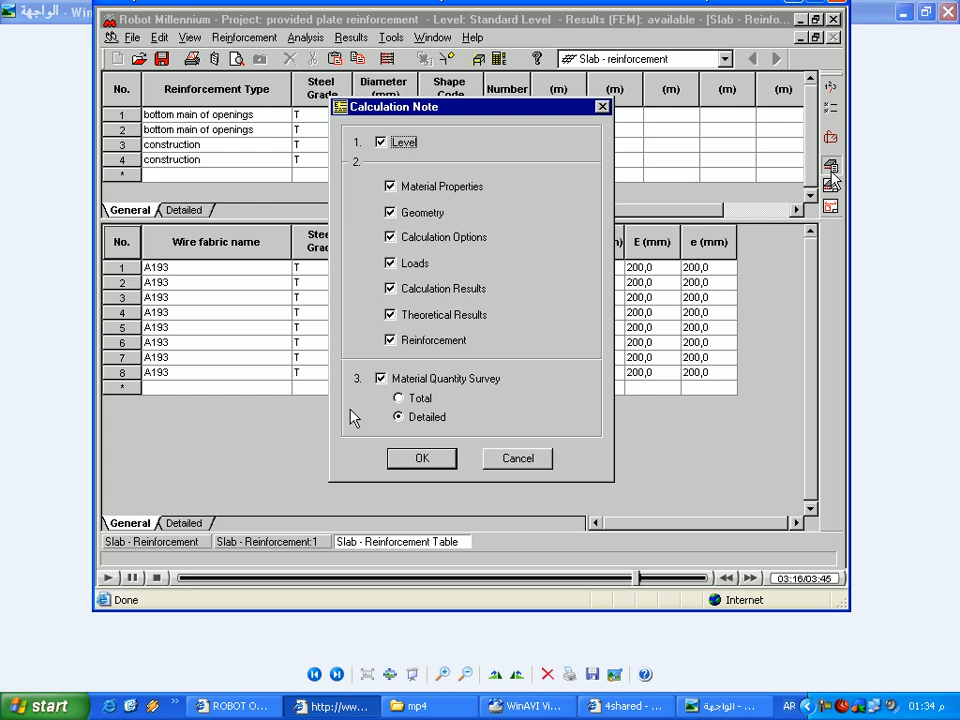 الواجهة - Win
Robot Millennium - Project: provided plate reinforcement - Level: Standard Level - Results (FEM): available - [Slab - Reinfo...
File Edit View Reinforcement Analysis Results Tools Window Help
Slab - reinforcement
No. Reinforcement Type Steel Grade Diameter (mm) Shape Code Number (m) (m) (m) (m) (m)
1 bottom main of openings T
2 bottom main of openings T
3 construction T
4 construction T
*
General Detailed
No. Wire fabric name Stee Grad m) E (mm) e (mm)
1 A193 T 200,0 200,0
2 A193 T 200,0 200,0
3 A193 T 200,0 200,0
4 A193 T 200,0 200,0
5 A193 T 200,0 200,0
6 A193 T 200,0 200,0
7 A193 T 200,0 200,0
8 A193 T 200,0 200,0
*
Calculation Note
1. Level
2.
Material Properties
Geometry
Calculation Options
Loads
Calculation Results
Theoretical Results
Reinforcement
3. Material Quantity Survey
Total
Detailed
OK Cancel
General Detailed
Slab - Reinforcement Slab - Reinforcement:1 Slab - Reinforcement Table
03:16/03:45
Done Internet
start ROBOT O... http://ww... mp4 WinAVI Vi... 4shared - ... الواجهة - ... AR 01:34 م